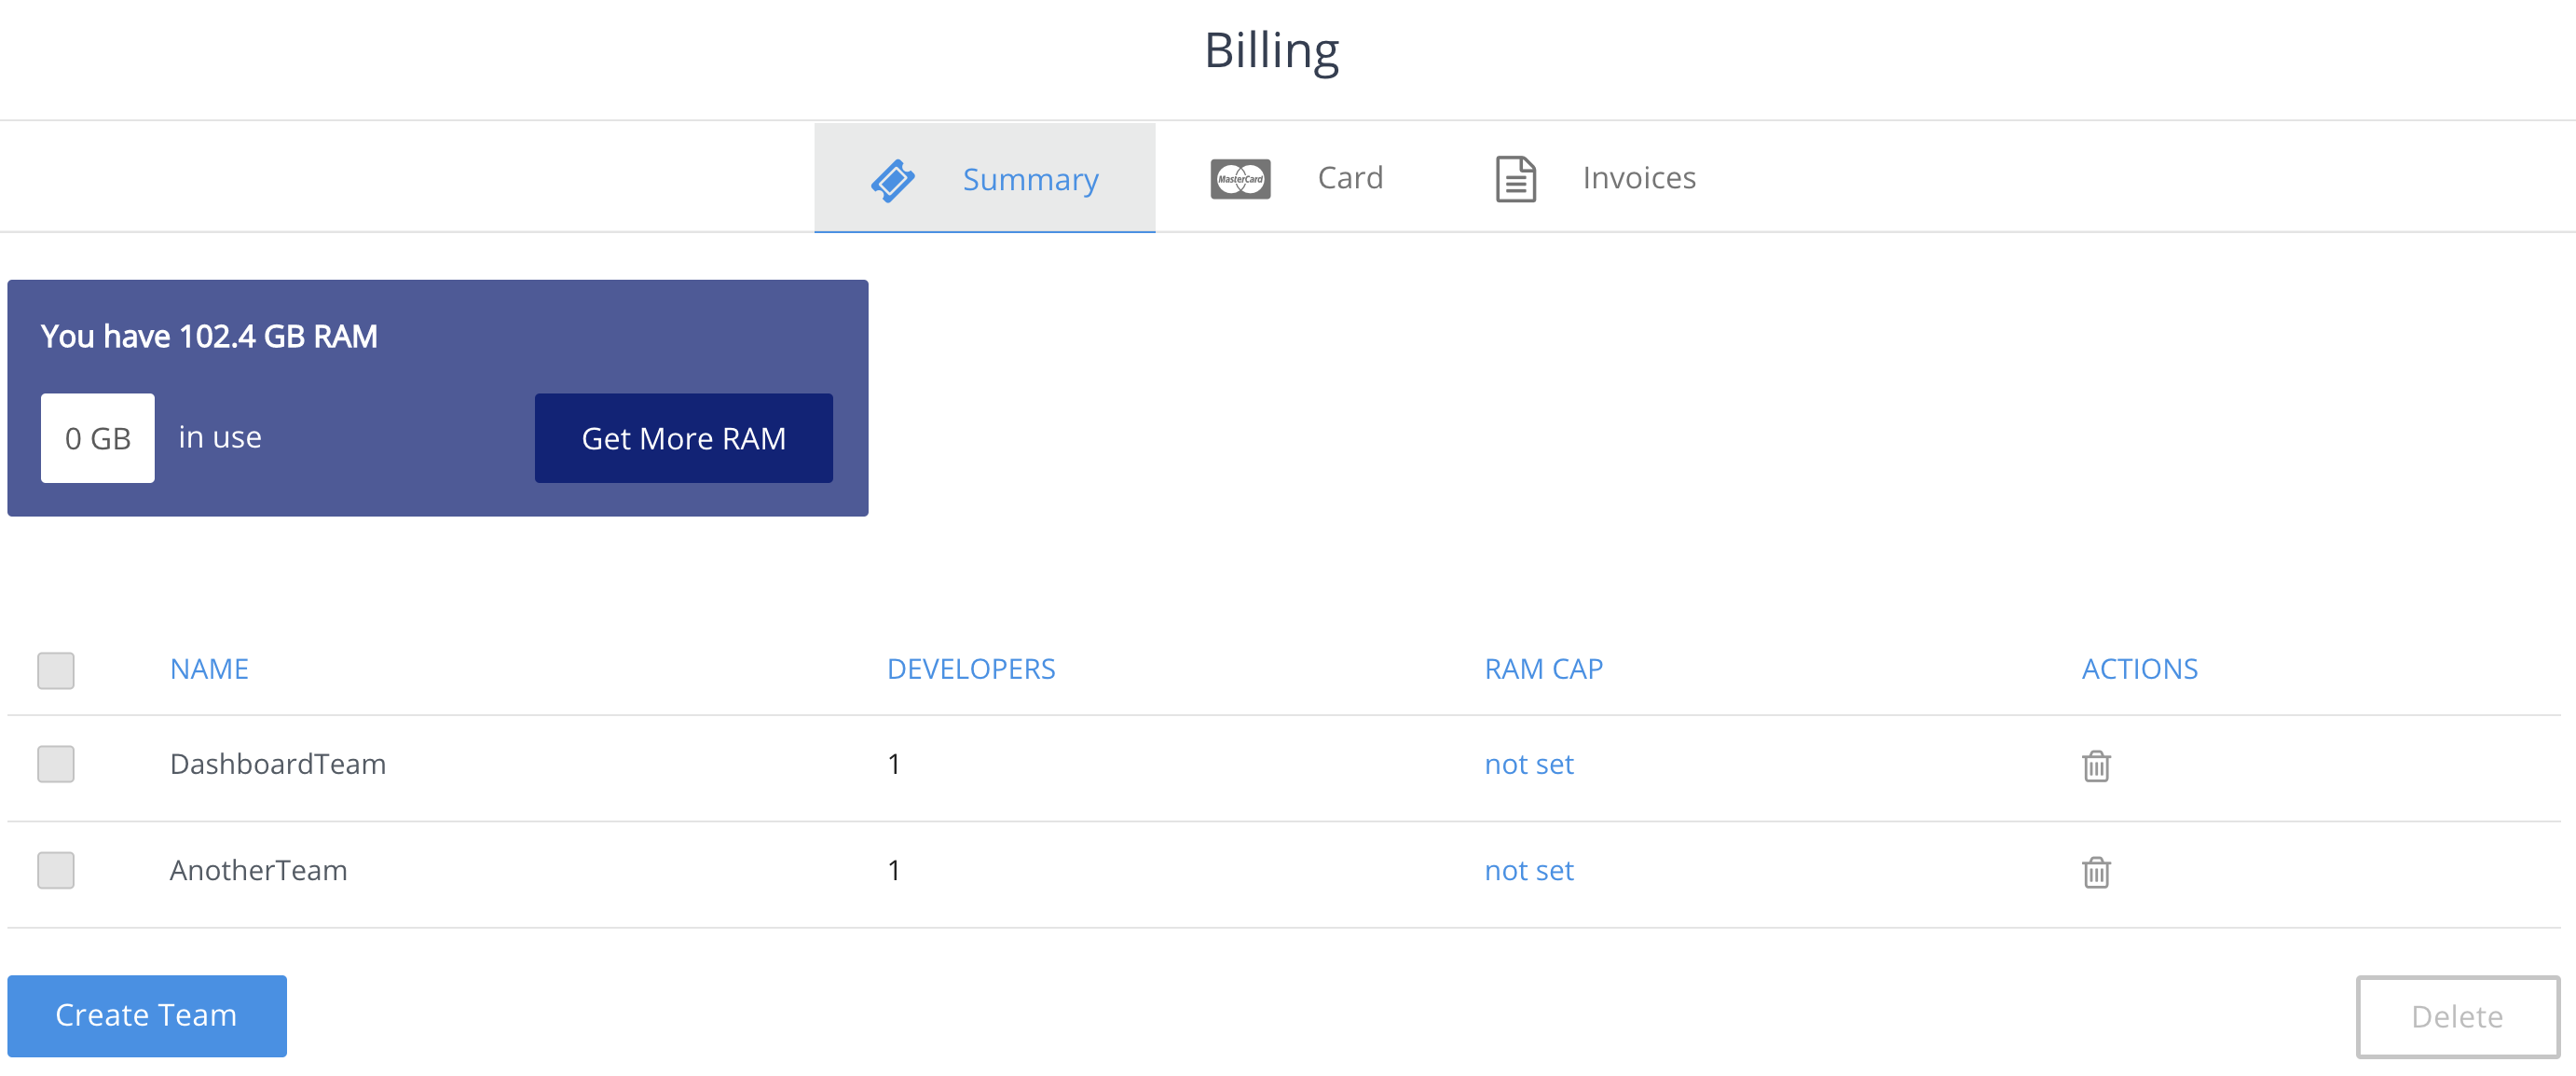 Billing
Summary
MasterCard
Card
Invoices
You have 102.4 GB RAM
0 GB in use
Get More RAM
NAME DEVELOPERS RAM CAP ACTIONS
DashboardTeam 1 not set
AnotherTeam 1 not set
Create Team
Delete